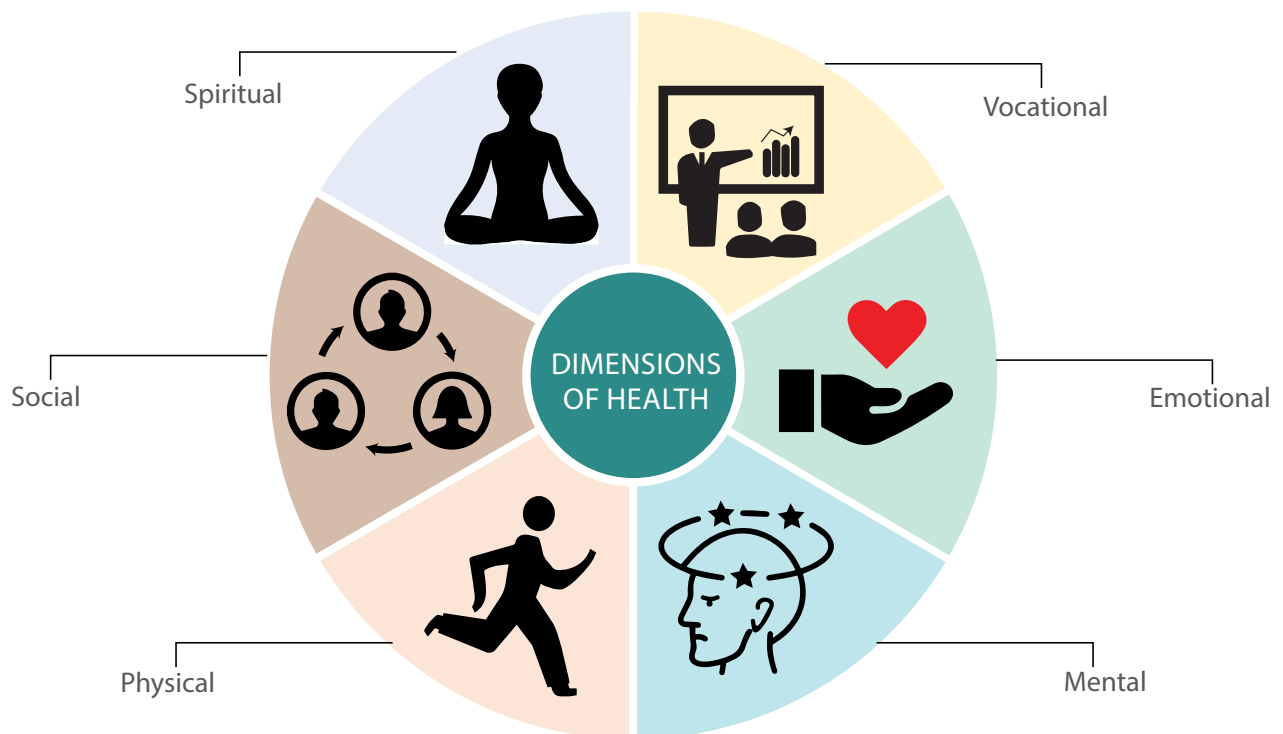 Spiritual
Vocational
Social
DIMENSIONS
OF HEALTH
Emotional
Physical
Mental